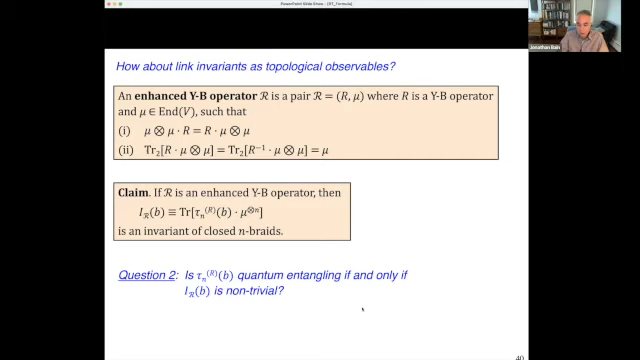 PowerPoint Slide Show - [RT_Formula]
Jonathan Bain
How about link invariants as topological observables?
An enhanced Y-B operator ℛ is a pair ℛ = (R, μ) where R is a Y-B operator
and μ ∈ End(V), such that
(i) μ ⊗ μ · R = R · μ ⊗ μ
(ii) Tr₂[R · μ ⊗ μ] = Tr₂[R⁻¹ · μ ⊗ μ] = μ
Claim. If ℛ is an enhanced Y-B operator, then
I_ℛ(b) ≡ Tr[τₙ⁽ᴿ⁾(b) · μ^⊗n]
is an invariant of closed n-braids.
Question 2: Is τₙ⁽ᴿ⁾(b) quantum entangling if and only if
I_ℛ(b) is non-trivial?
40